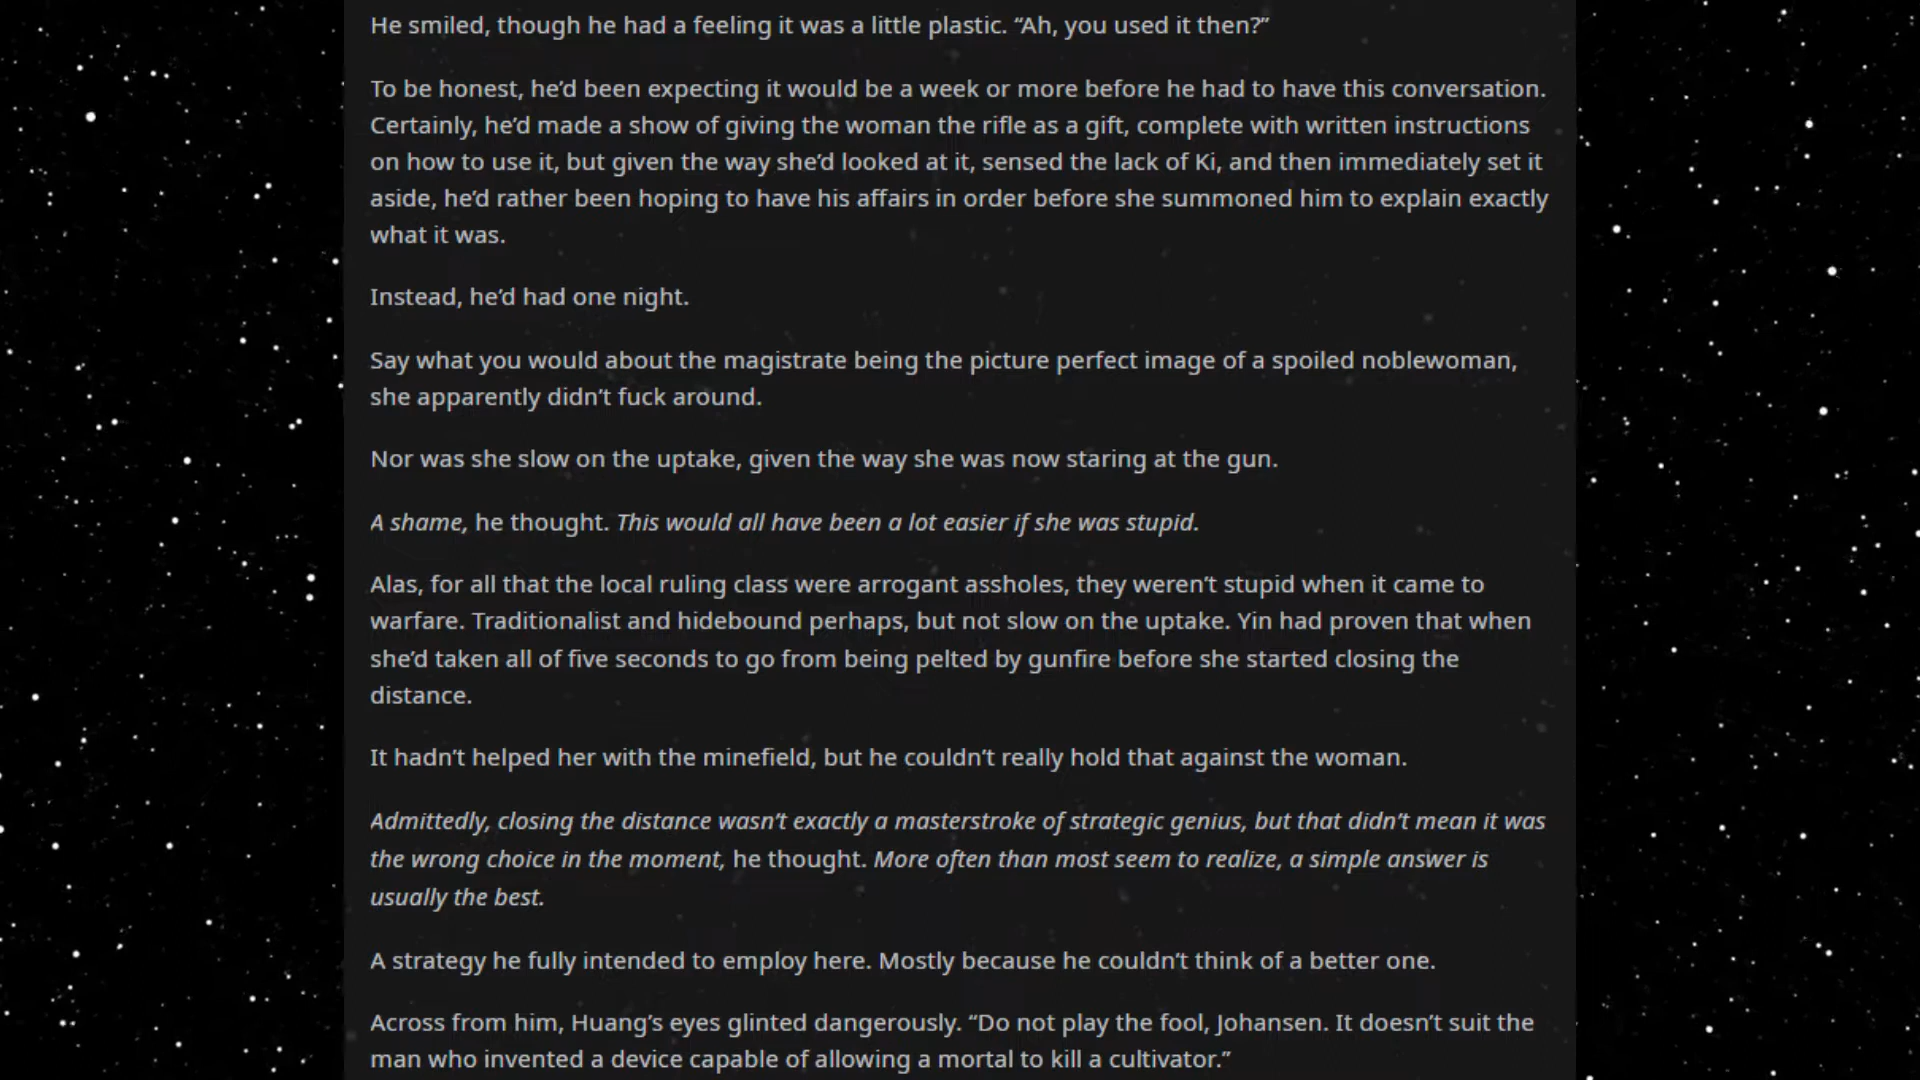 He smiled, though he had a feeling it was a little plastic. “Ah, you used it then?”
To be honest, he’d been expecting it would be a week or more before he had to have this conversation.
Certainly, he’d made a show of giving the woman the rifle as a gift, complete with written instructions
on how to use it, but given the way she’d looked at it, sensed the lack of Ki, and then immediately set it
aside, he’d rather been hoping to have his affairs in order before she summoned him to explain exactly
what it was.
Instead, he’d had one night.
Say what you would about the magistrate being the picture perfect image of a spoiled noblewoman,
she apparently didn’t fuck around.
Nor was she slow on the uptake, given the way she was now staring at the gun.
A shame, he thought. This would all have been a lot easier if she was stupid.
Alas, for all that the local ruling class were arrogant assholes, they weren’t stupid when it came to
warfare. Traditionalist and hidebound perhaps, but not slow on the uptake. Yin had proven that when
she’d taken all of five seconds to go from being pelted by gunfire before she started closing the
distance.
It hadn’t helped her with the minefield, but he couldn’t really hold that against the woman.
Admittedly, closing the distance wasn’t exactly a masterstroke of strategic genius, but that didn’t mean it was
the wrong choice in the moment, he thought. More often than most seem to realize, a simple answer is
usually the best.
A strategy he fully intended to employ here. Mostly because he couldn’t think of a better one.
Across from him, Huang’s eyes glinted dangerously. “Do not play the fool, Johansen. It doesn’t suit the
man who invented a device capable of allowing a mortal to kill a cultivator.”